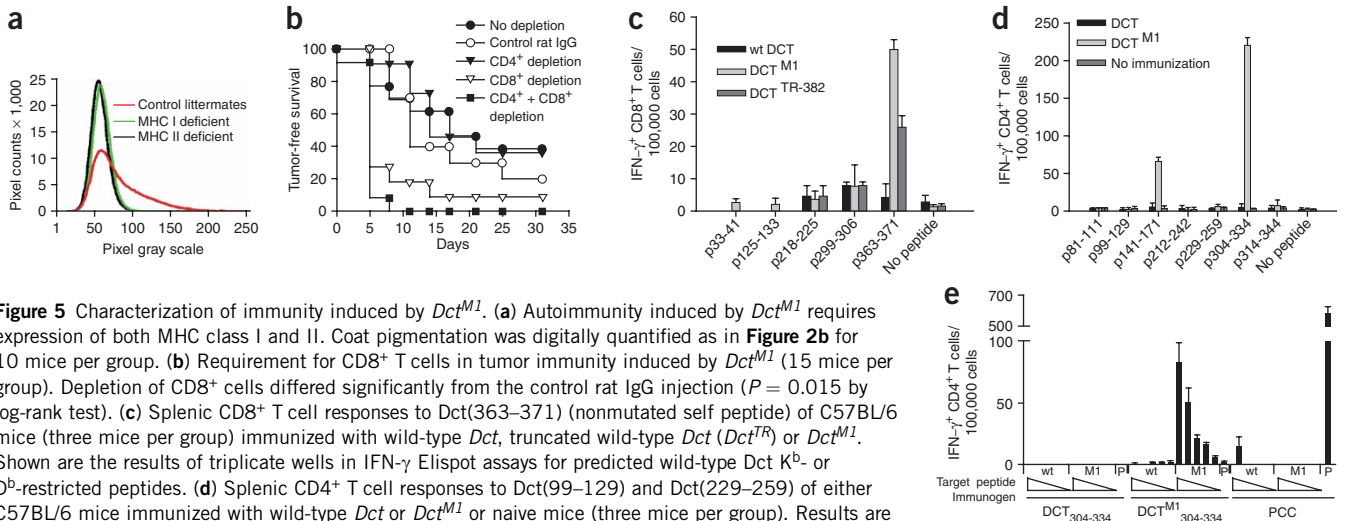 a
Pixel counts × 1,000
25
20
15
10
5
0
1 50 100 150 200 250
Pixel gray scale
Control littermates
MHC I deficient
MHC II deficient
b
Tumor-free survival
100
80
60
40
20
0
0 5 10 15 20 25 30 35
Days
No depletion
Control rat IgG
CD4+ depletion
CD8+ depletion
CD4+ + CD8+
depletion
c
IFN-γ+ CD8+ T cells/
100,000 cells
60
50
40
30
20
10
0
wt DCT
DCT M1
DCT TR-382
p33-41
p125-133
p218-225
p299-306
p363-371
No peptide
d
IFN-γ+ CD4+ T cells/
100,000 cells
250
200
150
100
50
0
DCT
DCT M1
No immunization
p81-111
p99-129
p141-171
p212-242
p229-259
p304-334
p314-344
No peptide
Figure 5 Characterization of immunity induced by DctM1. (a) Autoimmunity induced by DctM1 requires
expression of both MHC class I and II. Coat pigmentation was digitally quantified as in Figure 2b for
10 mice per group. (b) Requirement for CD8+ T cells in tumor immunity induced by DctM1 (15 mice per
group). Depletion of CD8+ cells differed significantly from the control rat IgG injection (P = 0.015 by
log-rank test). (c) Splenic CD8+ T cell responses to Dct(363–371) (nonmutated self peptide) of C57BL/6
mice (three mice per group) immunized with wild-type Dct, truncated wild-type Dct (DctTR) or DctM1.
Shown are the results of triplicate wells in IFN-γ Elispot assays for predicted wild-type Dct Kb- or
Db-restricted peptides. (d) Splenic CD4+ T cell responses to Dct(99–129) and Dct(229–259) of either
C57BL/6 mice immunized with wild-type Dct or DctM1 or naive mice (three mice per group). Results are
e
IFN-γ+ CD4+ T cells/
100,000 cells
700
500
100
50
0
wt M1 P wt M1 P wt M1 P
Target peptide
Immunogen
DCT304-334 DCTM1304-334 PCC